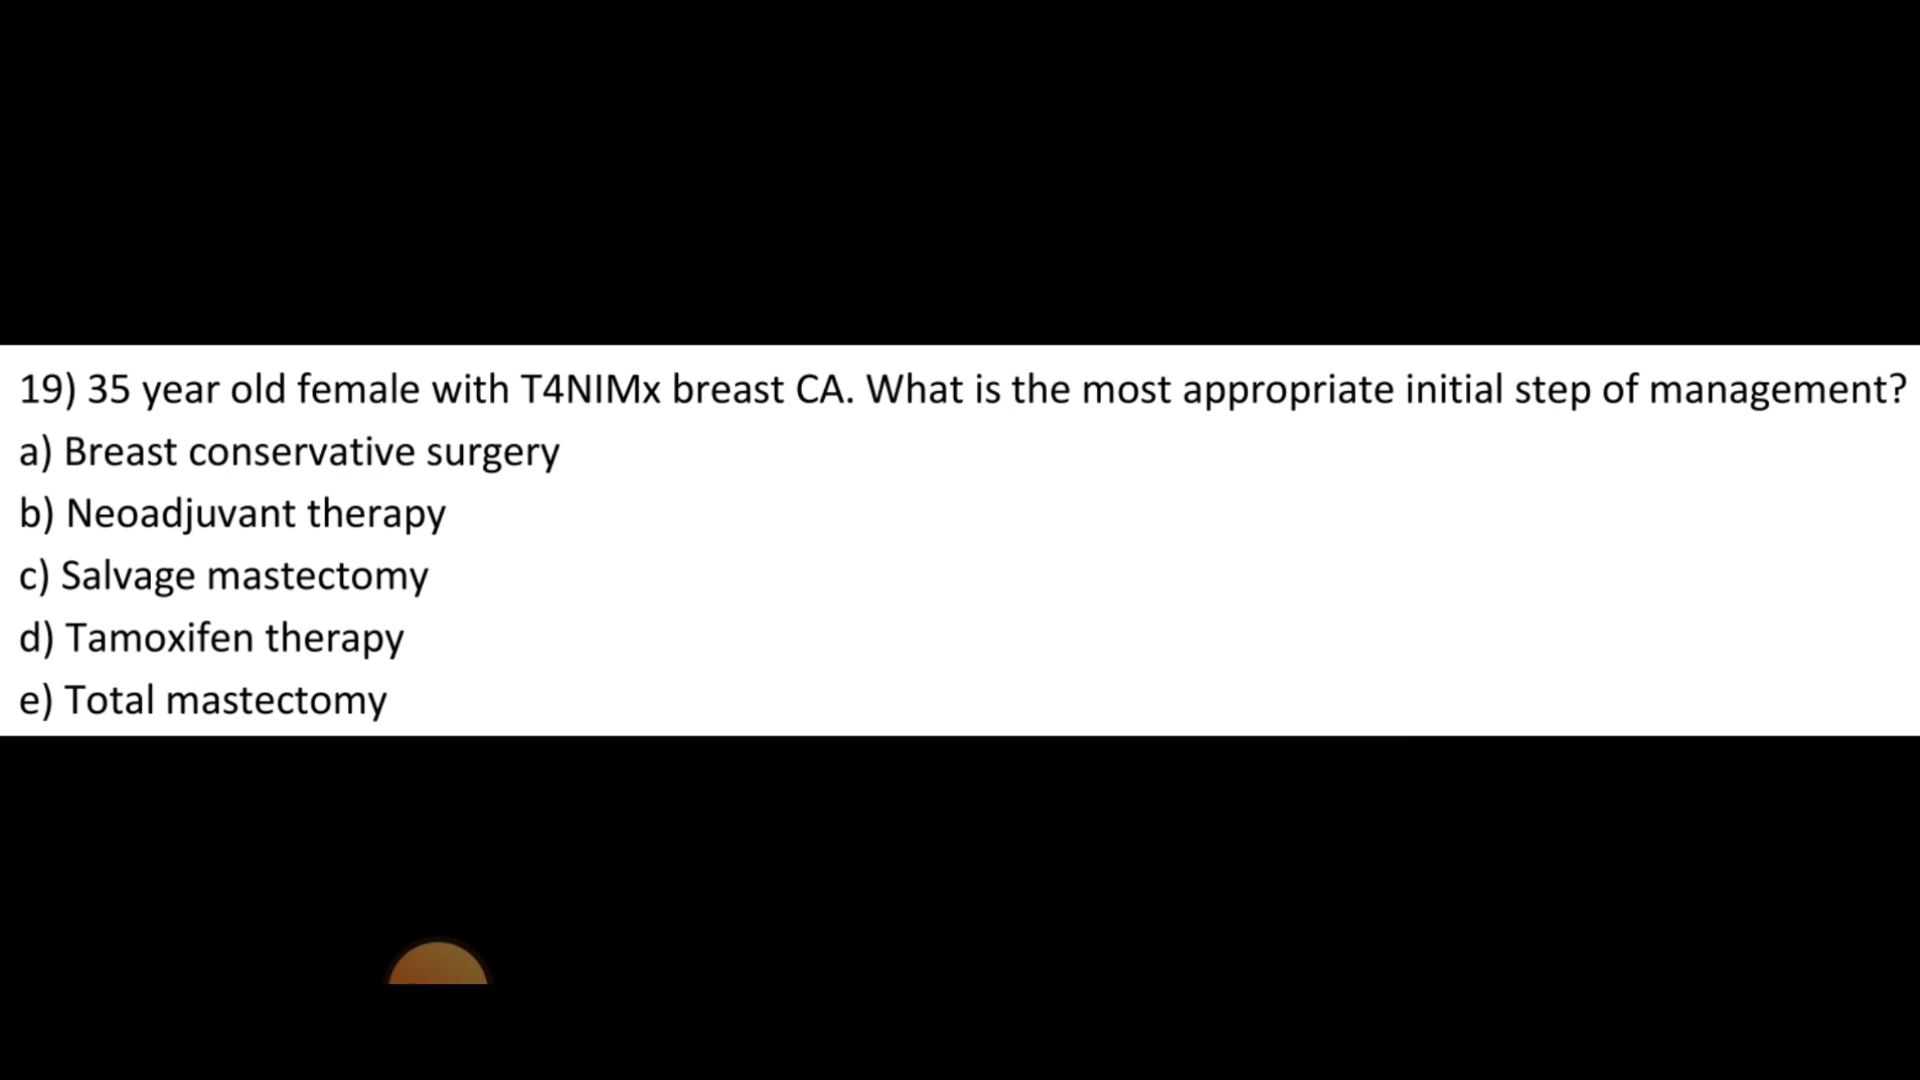 19) 35 year old female with T4NIMx breast CA. What is the most appropriate initial step of management?
a) Breast conservative surgery
b) Neoadjuvant therapy
c) Salvage mastectomy
d) Tamoxifen therapy
e) Total mastectomy